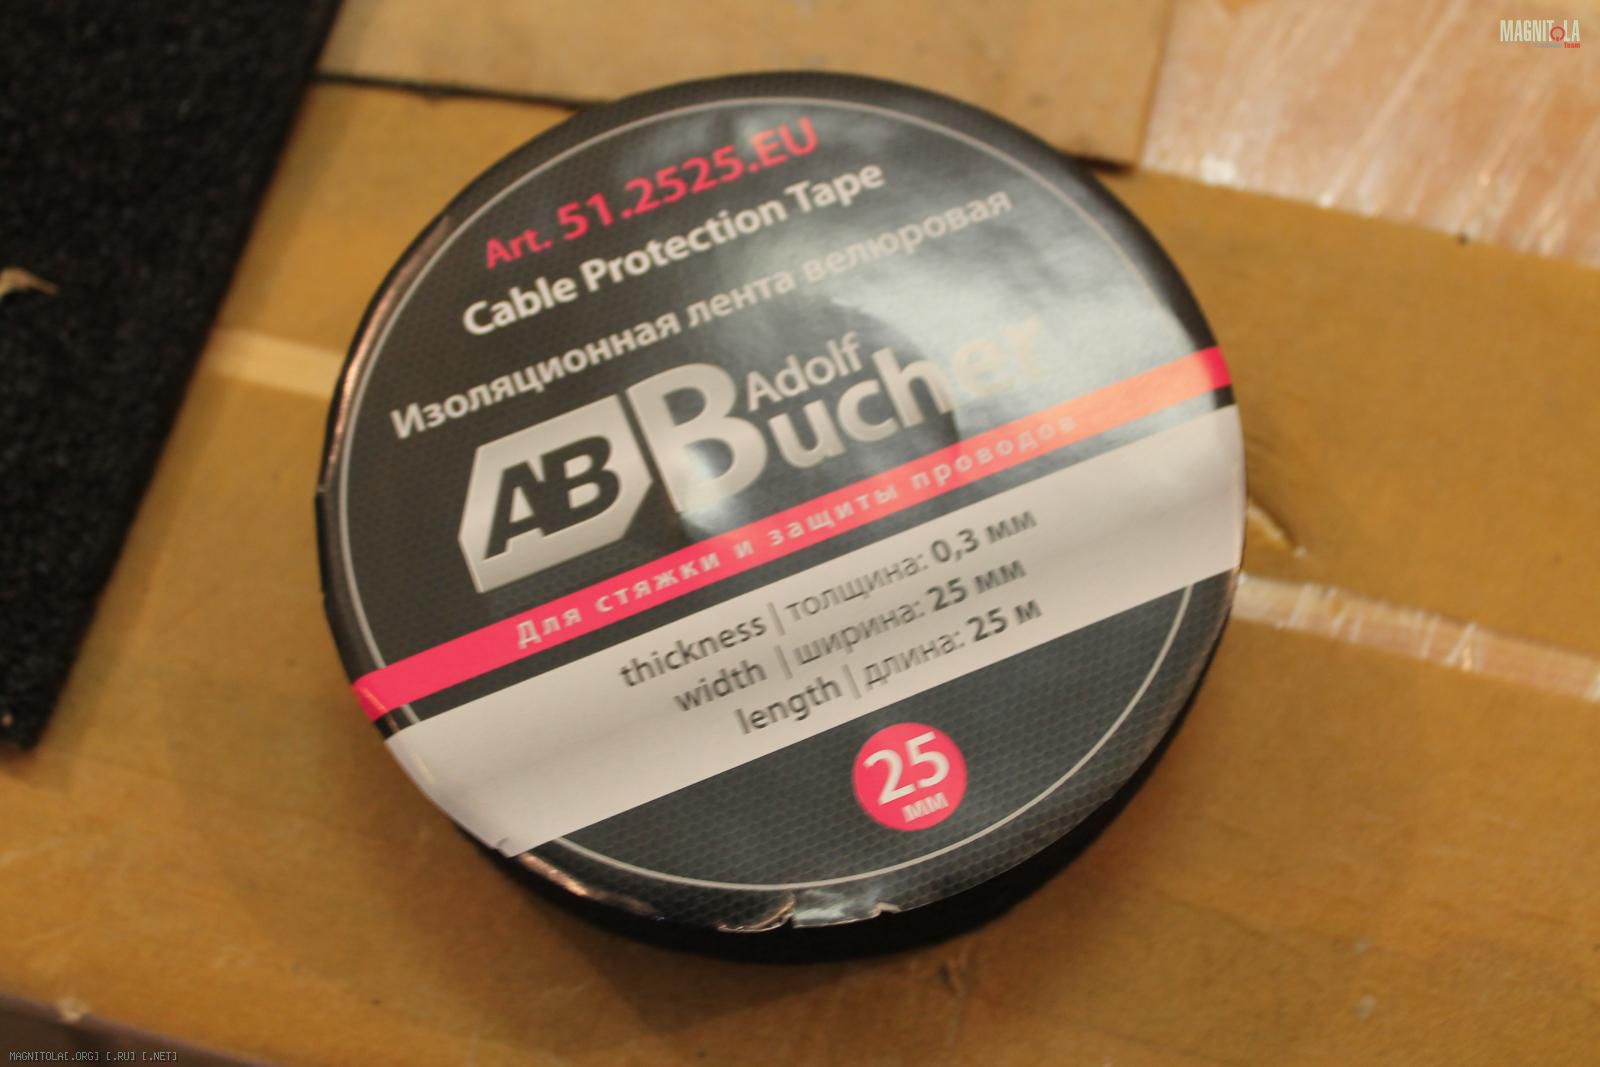 MAGNITOLA
Team
Art. 51.2525.EU
Cable Protection Tape
Изоляционная лента велюровая
AB Adolf
Bucher
Для стяжки и защиты проводов
thickness | толщина: 0,3 мм
width | ширина: 25 мм
length | длина: 25 м
25
мм
MAGNITOLA[.ORG] [.RU] [.NET]